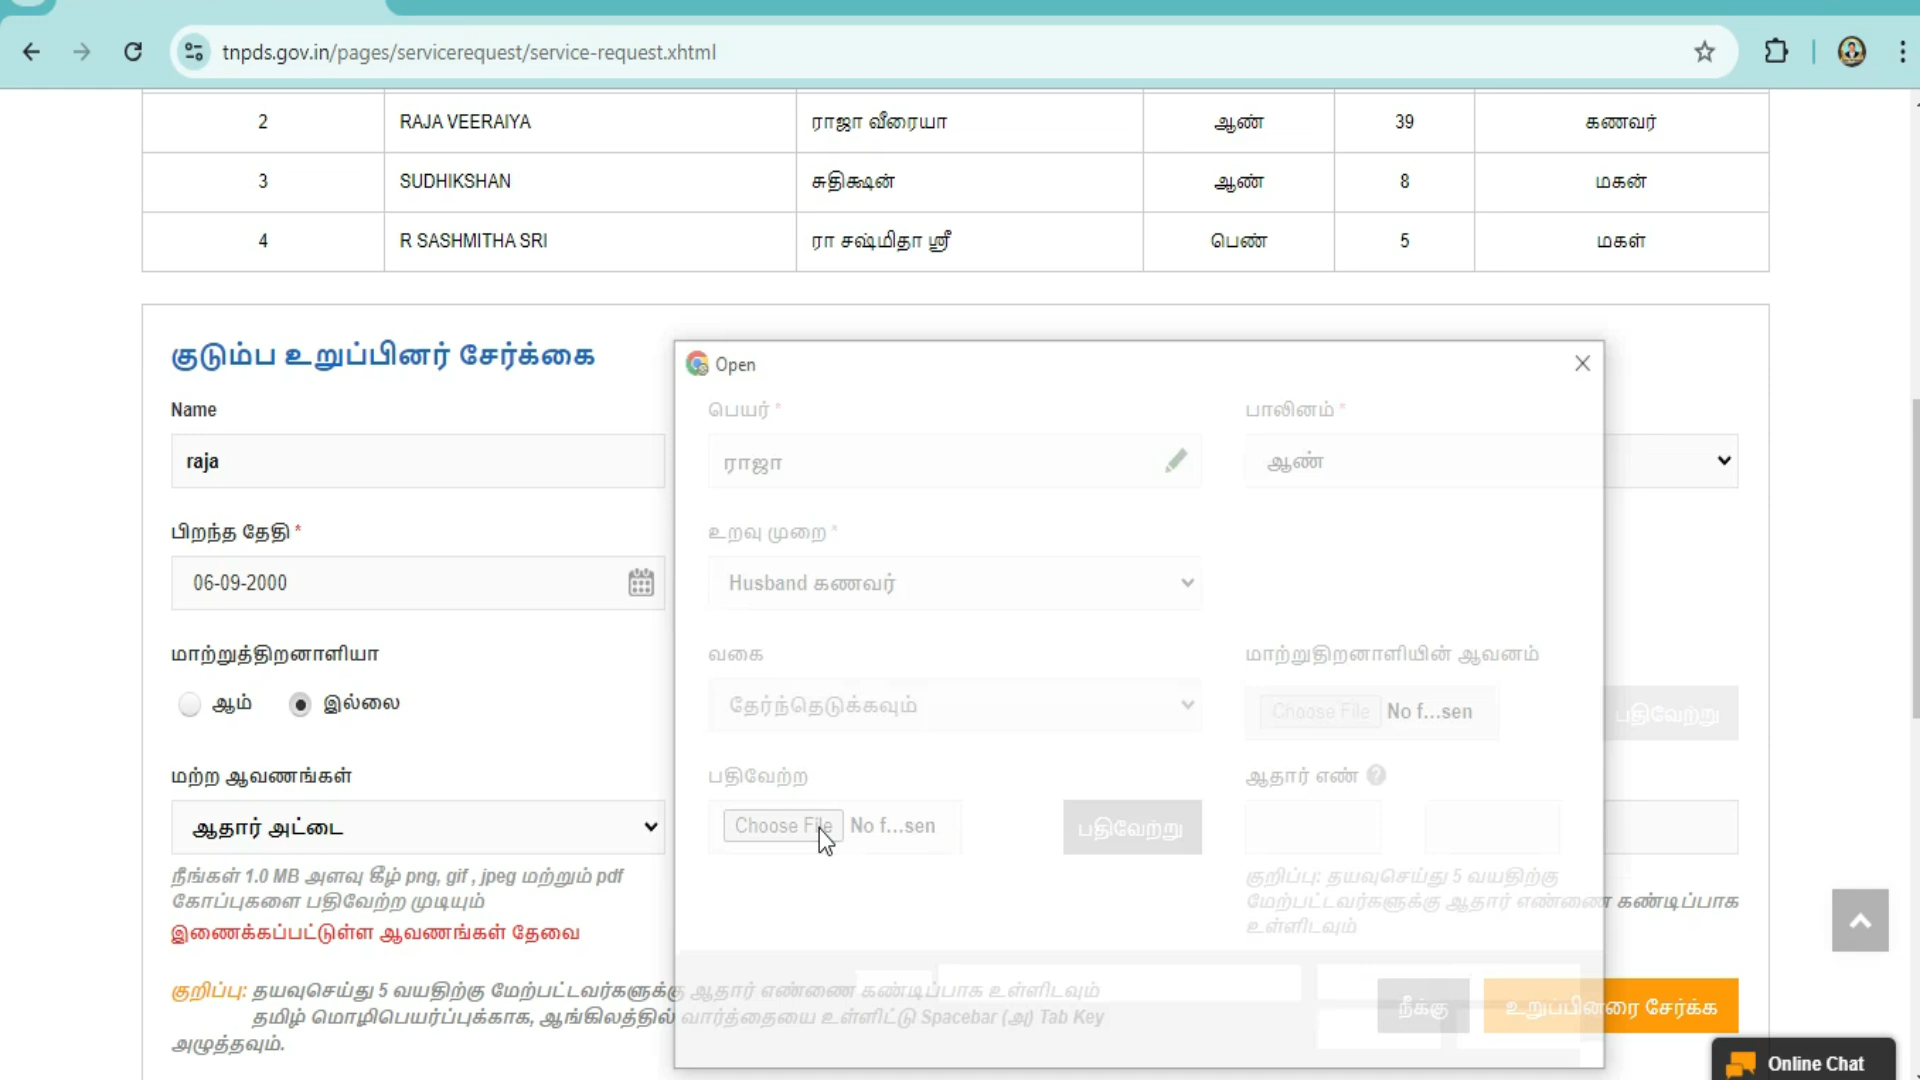 tnpds.gov.in/pages/servicerequest/service-request.xhtml
2 RAJA VEERAIYA ராஜா வீரையா ஆண் 39 கணவர்
3 SUDHIKSHAN சுதிக்ஷன் ஆண் 8 மகன்
4 R SASHMITHA SRI ரா சஷ்மிதா ஸ்ரீ பெண் 5 மகள்
குடும்ப உறுப்பினர் சேர்க்கை
Open
Name பெயர் * பாலினம் *
raja ராஜா ஆண்
பிறந்த தேதி * உறவு முறை *
06-09-2000 Husband கணவர்
மாற்றுத்திறனாளியா வகை மாற்றுதிறனாளியின் ஆவனம்
ஆம் இல்லை தேர்ந்தெடுக்கவும் Choose File No f...sen பதிவேற்று
மற்ற ஆவணங்கள் பதிவேற்ற ஆதார் எண் ?
ஆதார் அட்டை Choose File No f...sen பதிவேற்று
நீங்கள் 1.0 MB அளவு கீழ் png, gif , jpeg மற்றும் pdf
கோப்புகளை பதிவேற்ற முடியும்
இணைக்கப்பட்டுள்ள ஆவணங்கள் தேவை
குறிப்பு: தயவுசெய்து 5 வயதிற்கு
மேற்பட்டவர்களுக்கு ஆதார் எண்ணை கண்டிப்பாக
உள்ளிடவும்
குறிப்பு: தயவுசெய்து 5 வயதிற்கு மேற்பட்டவர்களுக்கு ஆதார் எண்ணை கண்டிப்பாக உள்ளிடவும்
தமிழ் மொழிபெயர்ப்புக்காக, ஆங்கிலத்தில் வார்த்தையை உள்ளிட்டு Spacebar (அ) Tab Key
அழுத்தவும்.
நீக்கு உறுப்பினரை சேர்க்க
Online Chat